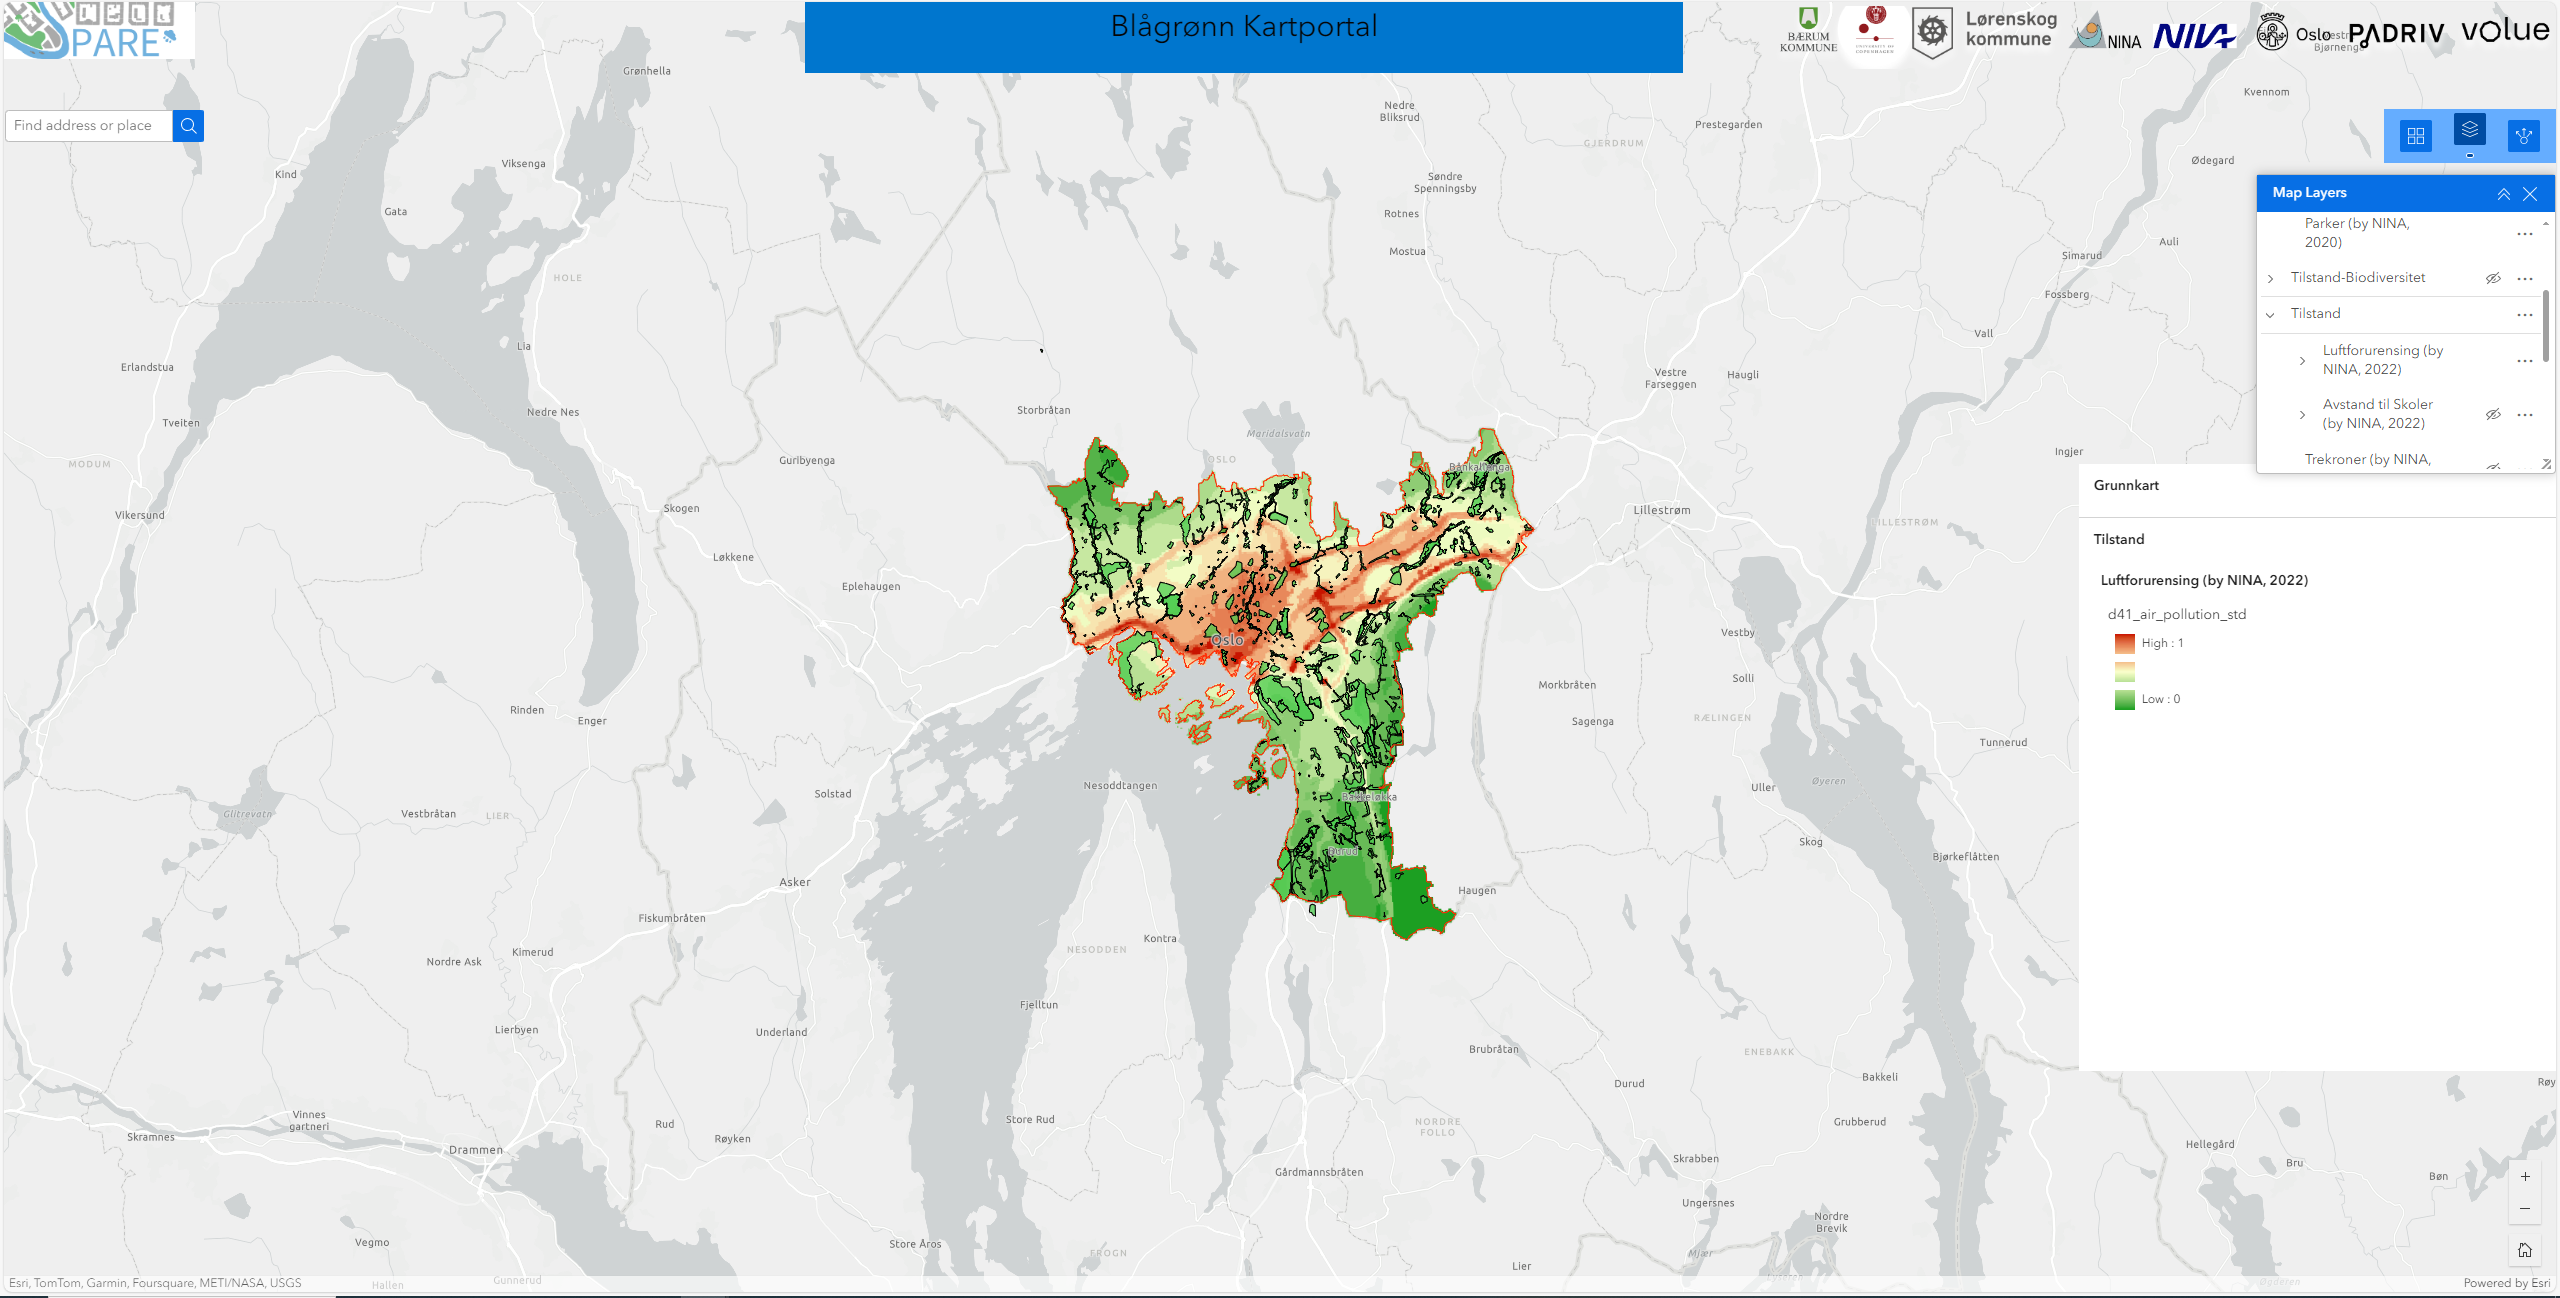 SPARE
Blågrønn Kartportal
BÆRUM
KOMMUNE
UNIVERSITY OF
COPENHAGEN
Lørenskog
kommune
NINA
NIVA
Oslo
PADRIV
volue
Find address or place
Map Layers
Parker (by NINA,
2020)
Tilstand-Biodiversitet
Tilstand
Luftforurensing (by
NINA, 2022)
Avstand til Skoler
(by NINA, 2022)
Trekroner (by NINA,
Grunnkart
Tilstand
Luftforurensing (by NINA, 2022)
d41_air_pollution_std
High : 1
Low : 0
Grønhella
Kvennom
Nedre
Bliksrud
Prestegarden
GJERDRUM
Viksenga
Kind
Ødegard
Søndre
Spenningsby
Gata
Rotnes
Auli
Mostua
Simarud
HOLE
Fossberg
Vall
Lia
Erlandstua
Vestre
Farseggen
Haugli
Nedre Nes
Storbråtan
Tveiten
Maridalsvatn
Ingjer
MODUM
Guribyenga
OSLO
Bånkallenga
Vikersund
Skogen
Lillestrøm
LILLESTRØM
Løkkene
Eplehaugen
Oslo
Vestby
Solli
Morkbråten
Rinden
Enger
Sagenga
RÆLINGEN
Tunnerud
Nesoddtangen
Øyeren
Solstad
Uller
Bakkeløkka
Glitrevatn
Vestbråtan
LIER
Skog
Durud
Bjørkeflåtten
Asker
Haugen
Fiskumbråten
Kontra
NESODDEN
Kimerud
Nordre Ask
Fjelltun
Lierbyen
Underland
Brubråtan
ENEBAKK
Durud
Bakkeli
Røy
Vinnes
gartneri
Store Rud
NORDRE
FOLLO
Grubberud
Rud
Skramnes
Røyken
Drammen
Hellegård
Skrabben
Bru
Gårdmannsbråten
Bøn
Ungersnes
Nordre
Brevik
Vegmo
Store Åros
FROGN
Mjær
Lier
Hallen
Gunnerud
Esri, TomTom, Garmin, Foursquare, METI/NASA, USGS
Powered by Esri